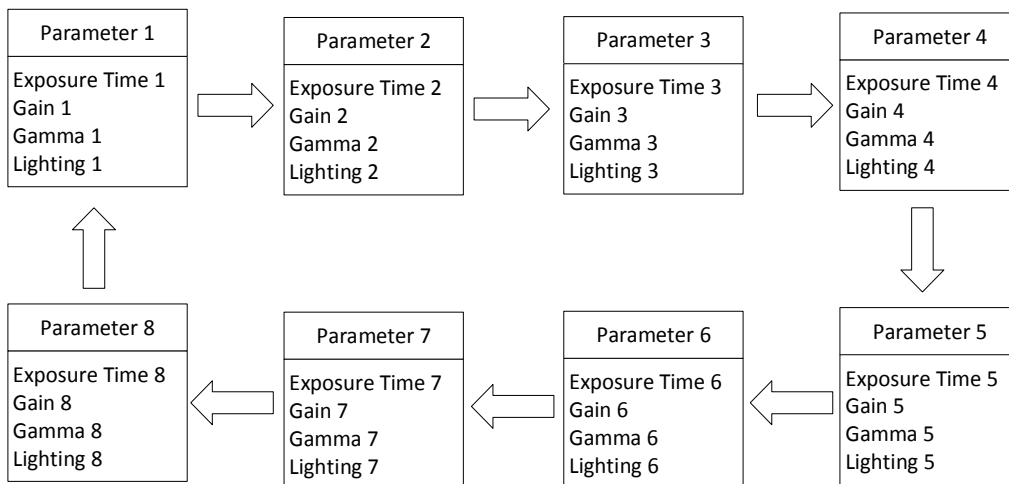 Parameter 1
Exposure Time 1
Gain 1
Gamma 1
Lighting 1
Parameter 2
Exposure Time 2
Gain 2
Gamma 2
Lighting 2
Parameter 3
Exposure Time 3
Gain 3
Gamma 3
Lighting 3
Parameter 4
Exposure Time 4
Gain 4
Gamma 4
Lighting 4
Parameter 5
Exposure Time 5
Gain 5
Gamma 5
Lighting 5
Parameter 6
Exposure Time 6
Gain 6
Gamma 6
Lighting 6
Parameter 7
Exposure Time 7
Gain 7
Gamma 7
Lighting 7
Parameter 8
Exposure Time 8
Gain 8
Gamma 8
Lighting 8